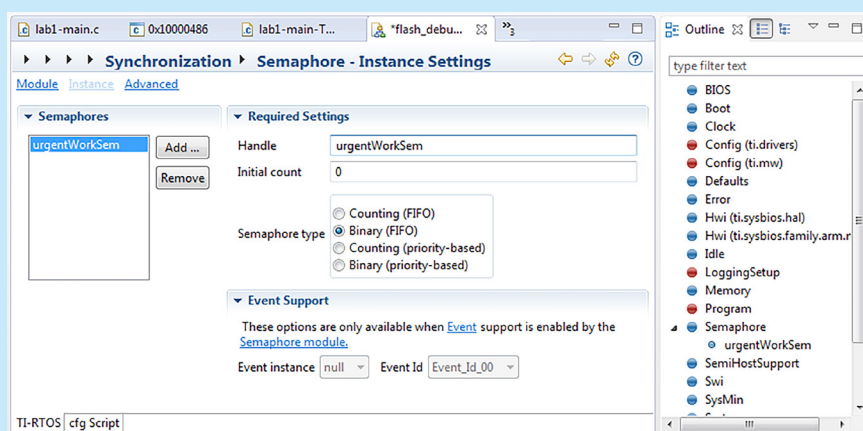 lab1-main.c
0x10000486
lab1-main-T...
*flash_debu...
»3
Outline
Synchronization
Semaphore - Instance Settings
Module Instance Advanced
type filter text
Semaphores
urgentWorkSem
Add ...
Remove
Required Settings
Handle
urgentWorkSem
Initial count
0
Semaphore type
Counting (FIFO)
Binary (FIFO)
Counting (priority-based)
Binary (priority-based)
Event Support
These options are only available when Event support is enabled by the
Semaphore module.
Event instance null Event Id Event_Id_00
TI-RTOS cfg Script
BIOS
Boot
Clock
Config (ti.drivers)
Config (ti.mw)
Defaults
Error
Hwi (ti.sysbios.hal)
Hwi (ti.sysbios.family.arm.r
Idle
LoggingSetup
Memory
Program
Semaphore
urgentWorkSem
SemiHostSupport
Swi
SysMin